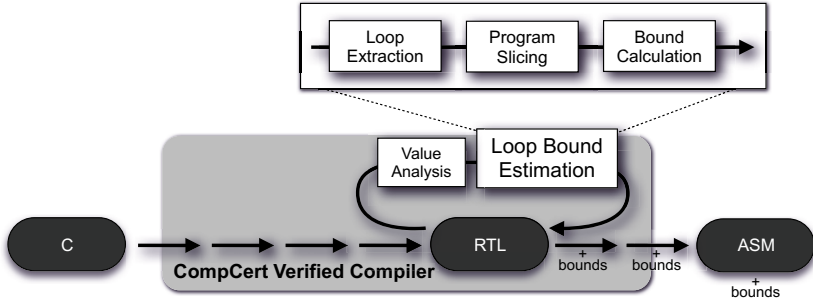 Loop
Extraction
Program
Slicing
Bound
Calculation
Value
Analysis
Loop Bound
Estimation
C
RTL
ASM
CompCert Verified Compiler
+
bounds
+
bounds
+
bounds